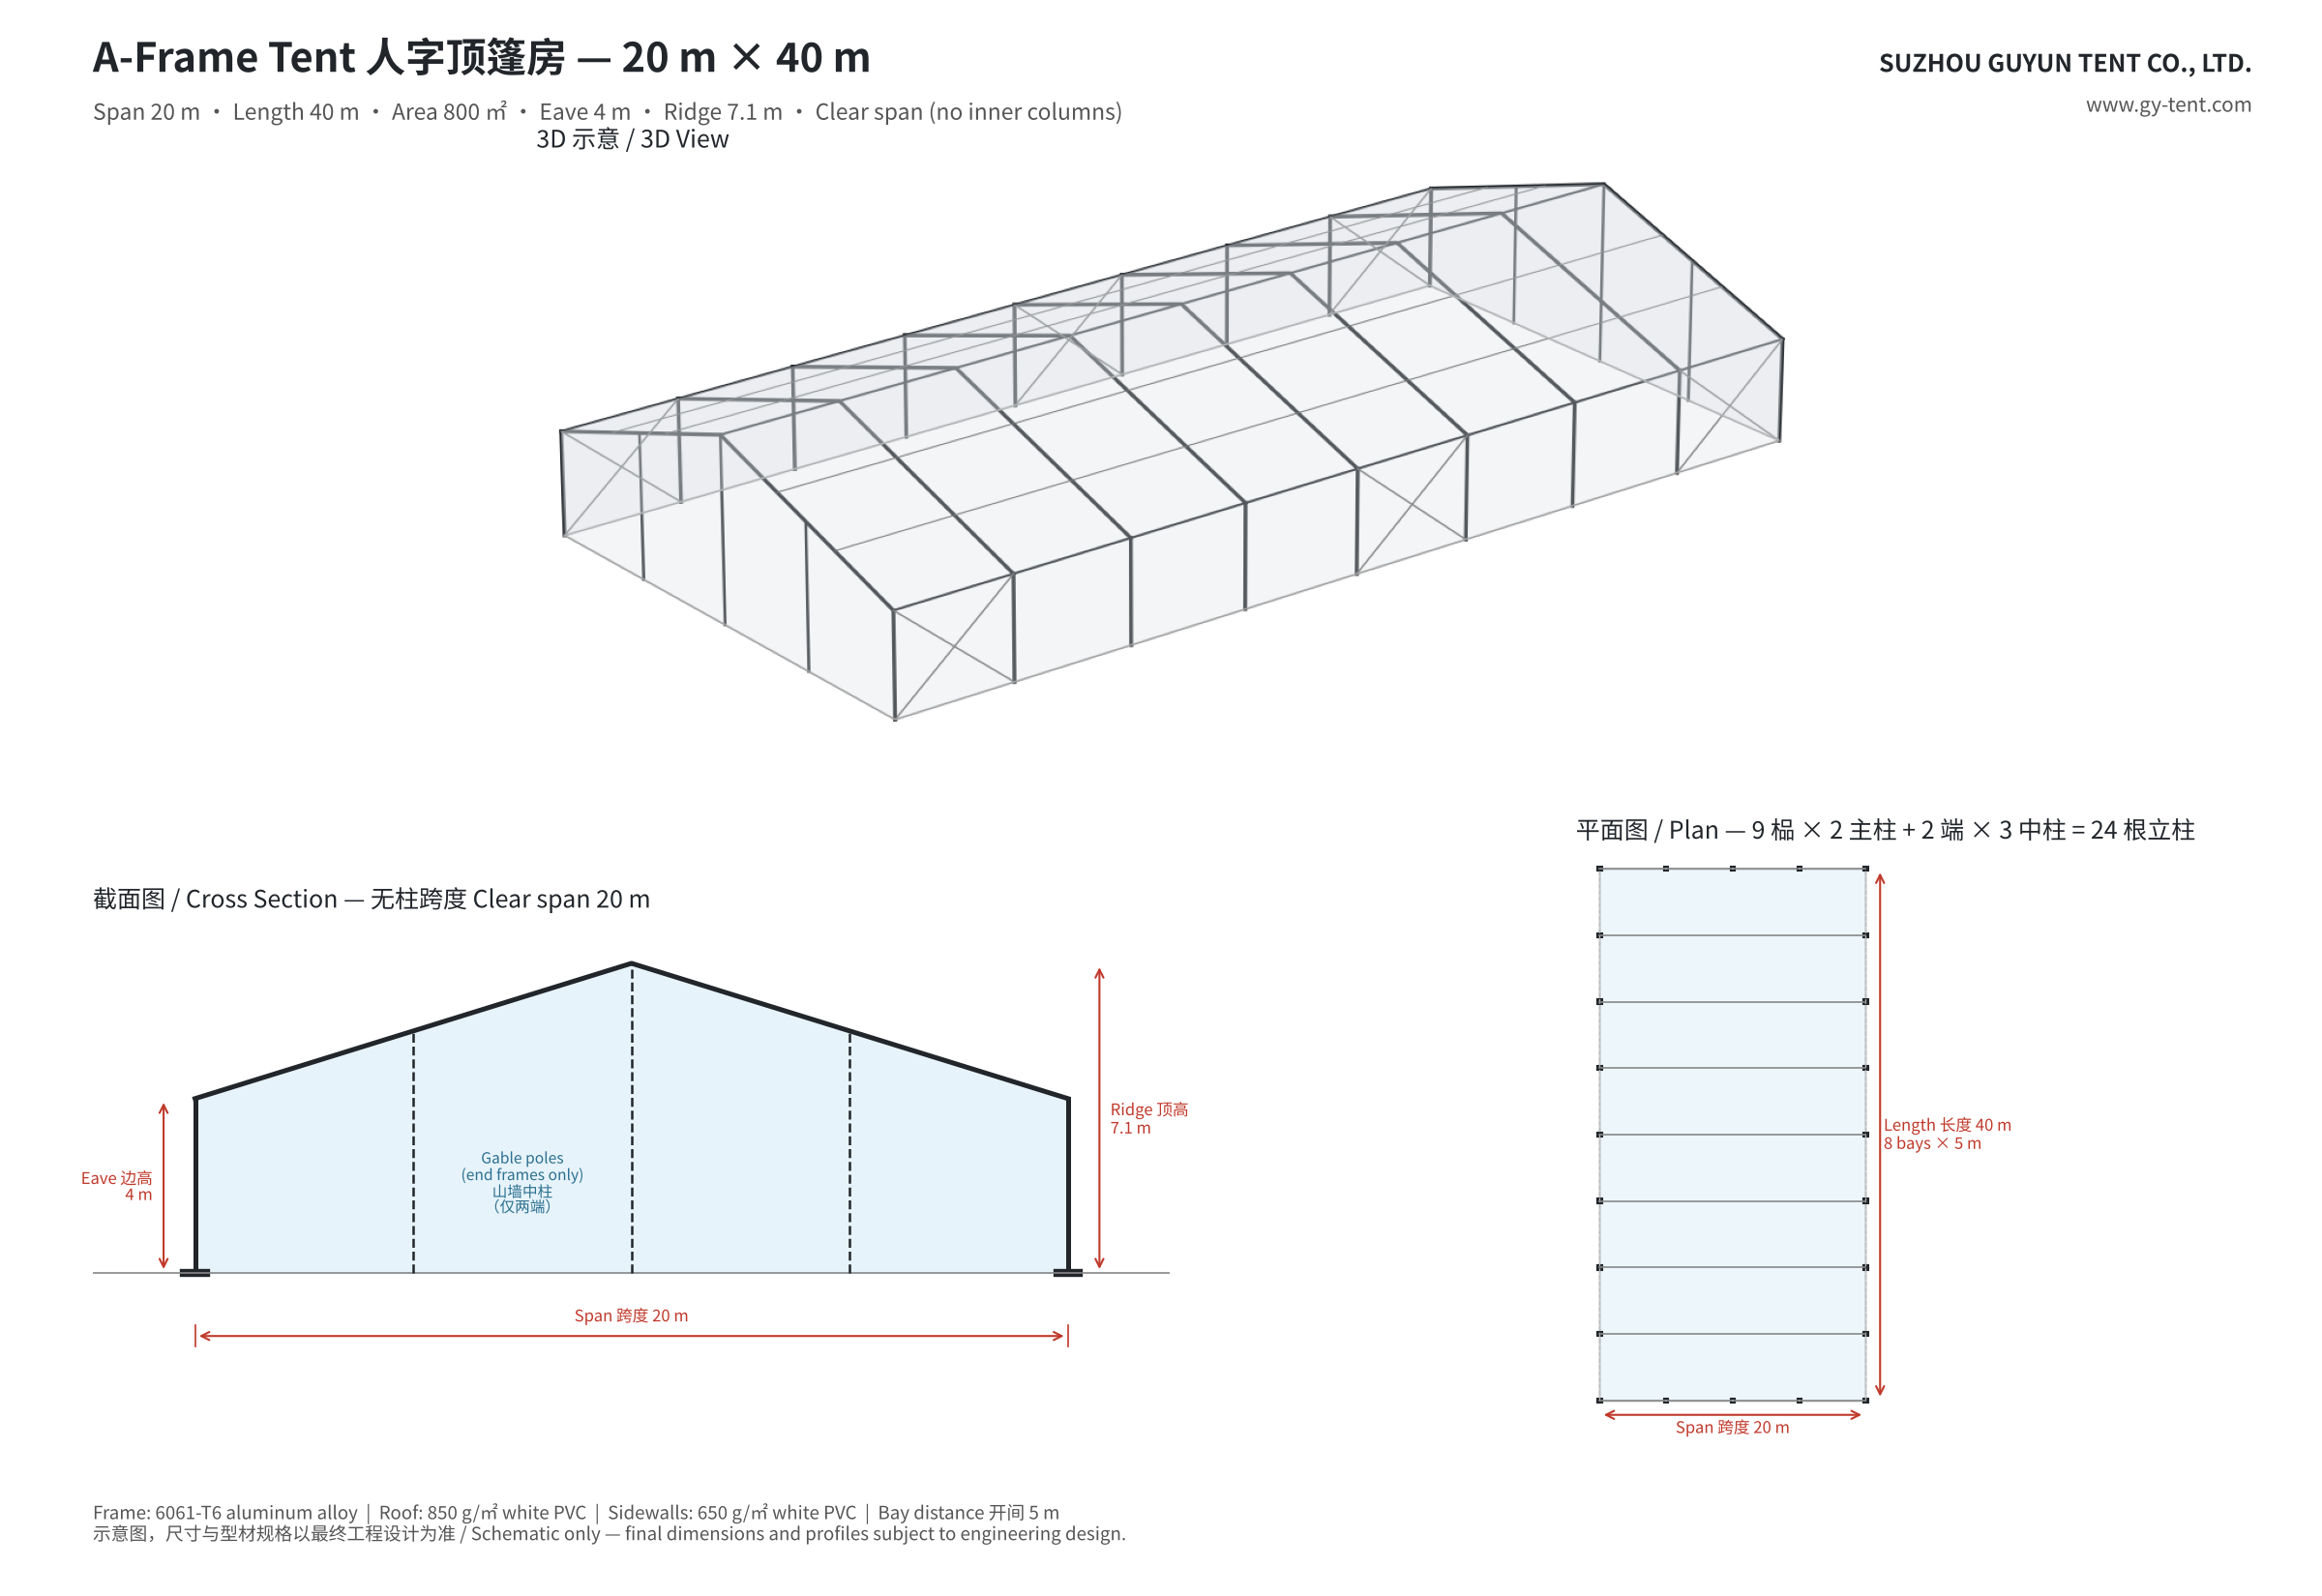 A-Frame Tent 人字顶篷房 — 20 m × 40 m
SUZHOU GUYUN TENT CO., LTD.
www.gy-tent.com
Span 20 m · Length 40 m · Area 800 ㎡ · Eave 4 m · Ridge 7.1 m · Clear span (no inner columns)
3D 示意 / 3D View
平面图 / Plan — 9 榀 × 2 主柱 + 2 端 × 3 中柱 = 24 根立柱
截面图 / Cross Section — 无柱跨度 Clear span 20 m
Ridge 顶高
7.1 m
Gable poles
(end frames only)
山墙中柱
（仅两端）
Eave 边高
4 m
Span 跨度 20 m
Length 长度 40 m
8 bays × 5 m
Span 跨度 20 m
Frame: 6061-T6 aluminum alloy | Roof: 850 g/㎡ white PVC | Sidewalls: 650 g/㎡ white PVC | Bay distance 开间 5 m
示意图，尺寸与型材规格以最终工程设计为准 / Schematic only — final dimensions and profiles subject to engineering design.